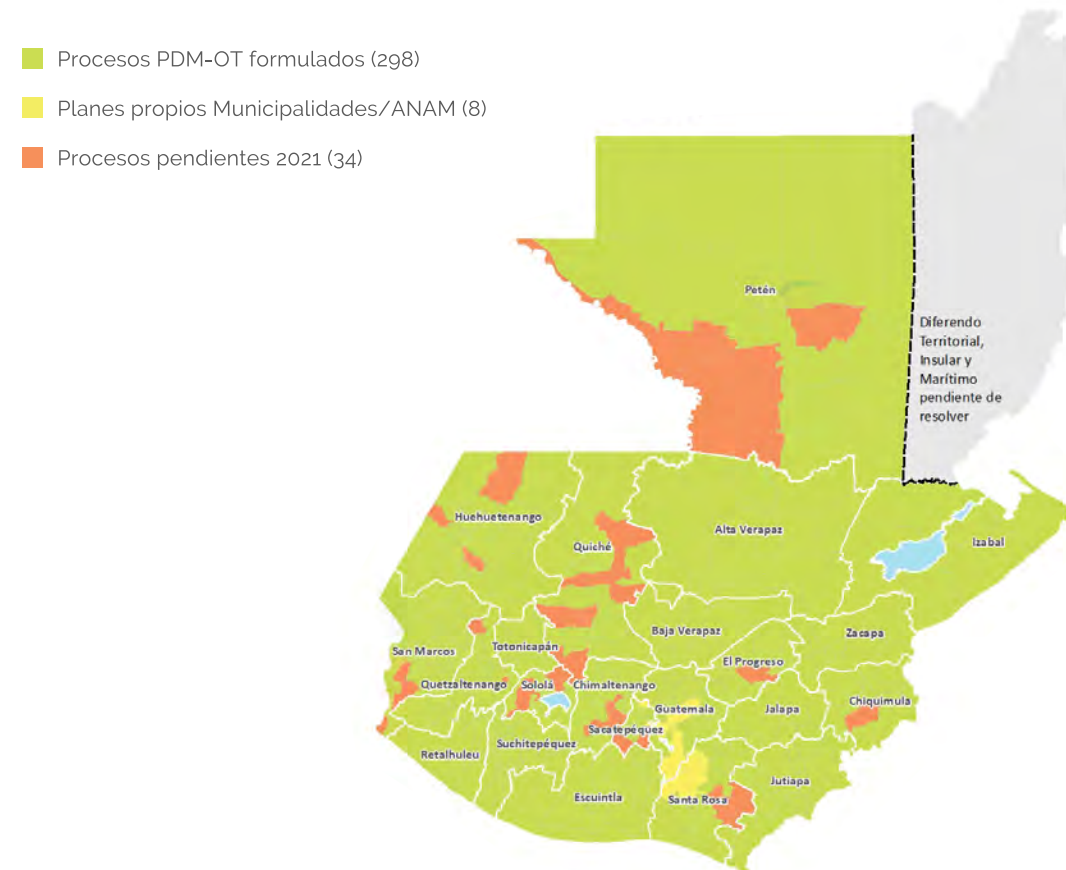 Procesos PDM-OT formulados (298)
Planes propios Municipalidades/ANAM (8)
Procesos pendientes 2021 (34)
Petén
Diferendo
Territorial,
Insular y
Marítimo
pendiente de
resolver
Huehuetenango
Quiché
Alta Verapaz
Izabal
Baja Verapaz
Zacapa
San Marcos
Totonicapán
El Progreso
Quetzaltenango
Sololá
Chimaltenango
Guatemala
Jalapa
Chiquimula
Sacatepéquez
Retalhuleu
Suchitepéquez
Jutiapa
Escuintla
Santa Rosa